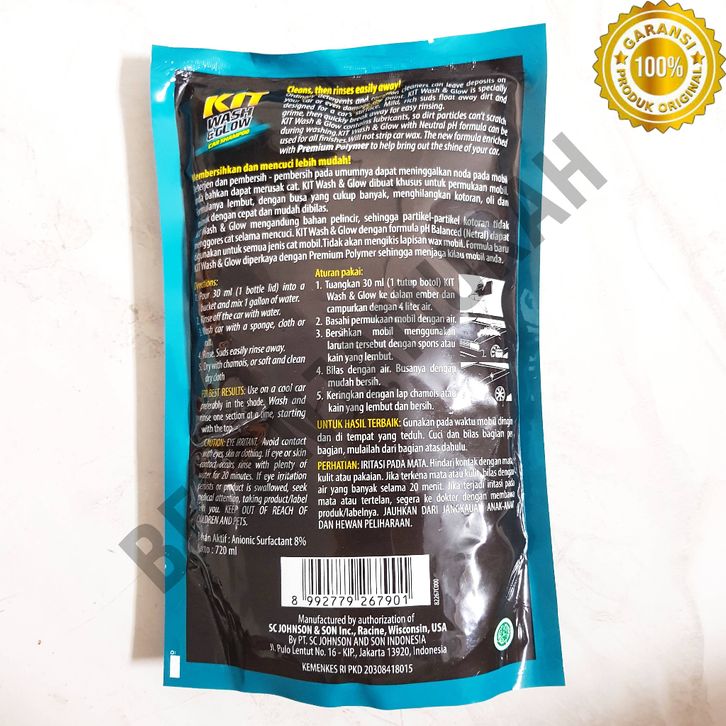 GARANSI
100%
PRODUK ORIGINAL
KIT
WASH
& GLOW
CAR SHAMPOO
Cleans, then rinses easily away!
Ordinary detergents and cleaners can leave deposits on
your car or even damage. KIT Wash & Glow is specially
designed for a car's surface. Mild, rich suds float away dirt and
grime, then quickly break away for easy rinsing.
KIT Wash & Glow contains lubricants, so dirt particles can't scratch
during washing. KIT Wash & Glow with Neutral pH formula can be
used for all finishes. Will not strip car wax. The new formula enriched
with Premium Polymer to help bring out the shine of your car.
Membersihkan dan mencuci lebih mudah!
Deterjen dan pembersih - pembersih pada umumnya dapat meninggalkan noda pada mobil
bahkan dapat merusak cat. KIT Wash & Glow dibuat khusus untuk permukaan mobil.
Formulanya lembut, dengan busa yang cukup banyak, menghilangkan kotoran, oli dan
dengan cepat dan mudah dibilas.
KIT Wash & Glow mengandung bahan pelincir, sehingga partikel-partikel kotoran tidak
menggores cat selama mencuci. KIT Wash & Glow dengan formula pH Balanced (Netral) dapat
digunakan untuk semua jenis cat mobil. Tidak akan mengikis lapisan wax mobil. Formula baru
KIT Wash & Glow diperkaya dengan Premium Polymer sehingga menjaga kilau mobil anda.
Directions:
1. Pour 30 ml (1 bottle lid) into a
bucket and mix 1 gallon of water.
2. Rinse off the car with water.
3. Wash car with a sponge, cloth or
4. Rinse. Suds easily rinse away.
5. Dry with chamois, or soft and clean
dry cloth
FOR BEST RESULTS: Use on a cool car
preferably in the shade. Wash and
rinse one section at a time, starting
with the top.
CAUTION: EYE IRRITANT. Avoid contact
with eyes, skin or clothing. If eye or skin
contact occurs rinse with plenty of
water for 20 minutes. If eye irritation
persists or product is swallowed, seek
medical attention, taking product/label
with you. KEEP OUT OF REACH OF
CHILDREN AND PETS.
Bahan Aktif : Anionic Surfactant 8%
Netto : 720 ml
Aturan pakai:
1. Tuangkan 30 ml (1 tutup botol) KIT
Wash & Glow ke dalam ember dan
campurkan dengan 4 liter air.
2. Basahi permukaan mobil dengan air.
3. Bersihkan mobil menggunakan
larutan tersebut dengan spons atau
kain yang lembut.
4. Bilas dengan air. Busanya dengan
mudah bersih.
5. Keringkan dengan lap chamois atau
kain yang lembut dan bersih.
UNTUK HASIL TERBAIK: Gunakan pada waktu mobil dingin
dan di tempat yang teduh. Cuci dan bilas bagian per
bagian, mulailah dari bagian atas dahulu.
PERHATIAN: IRITASI PADA MATA. Hindari kontak dengan mata,
kulit atau pakaian. Jika terkena mata atau kulit, bilas dengan
air yang banyak selama 20 menit. Jika terjadi iritasi pada
mata atau tertelan, segera ke dokter dengan membawa
produk/labelnya. JAUHKAN DARI JANGKAUAN ANAK-ANAK
DAN HEWAN PELIHARAAN.
8 992779 267901
82267T000
Manufactured by authorization of
SC JOHNSON & SON Inc., Racine, Wisconsin, USA
By PT. SC JOHNSON AND SON INDONESIA
Jl. Pulo Lentut No. 16 - KIP., Jakarta 13920, Indonesia
KEMENKES RI PKD 20308418015